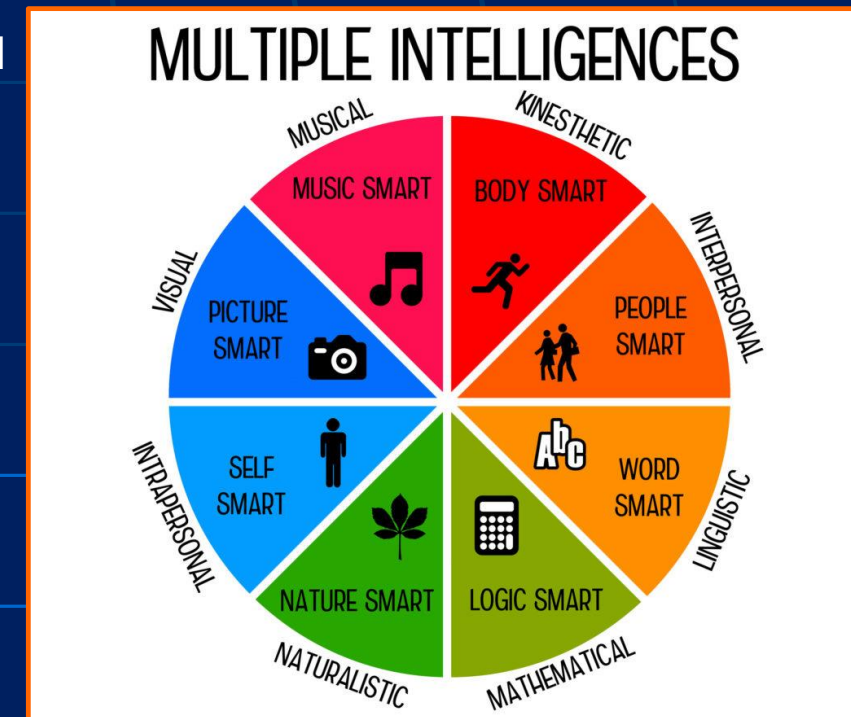 MULTIPLE INTELLIGENCES
MUSICAL
MUSIC SMART
KINESTHETIC
BODY SMART
INTERPERSONAL
PEOPLE
SMART
LINGUISTIC
Abc
WORD
SMART
MATHEMATICAL
LOGIC SMART
NATURALISTIC
NATURE SMART
INTRAPERSONAL
SELF
SMART
VISUAL
PICTURE
SMART